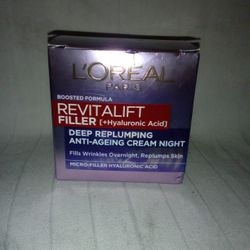 L'ORÉAL
PARIS
BOOSTED FORMULA
REVITALIFT
FILLER [+Hyaluronic Acid]
DEEP REPLUMPING
ANTI-AGEING CREAM NIGHT
Fills Wrinkles Overnight, Replumps Skin
MICRO-FILLER HYALURONIC ACID